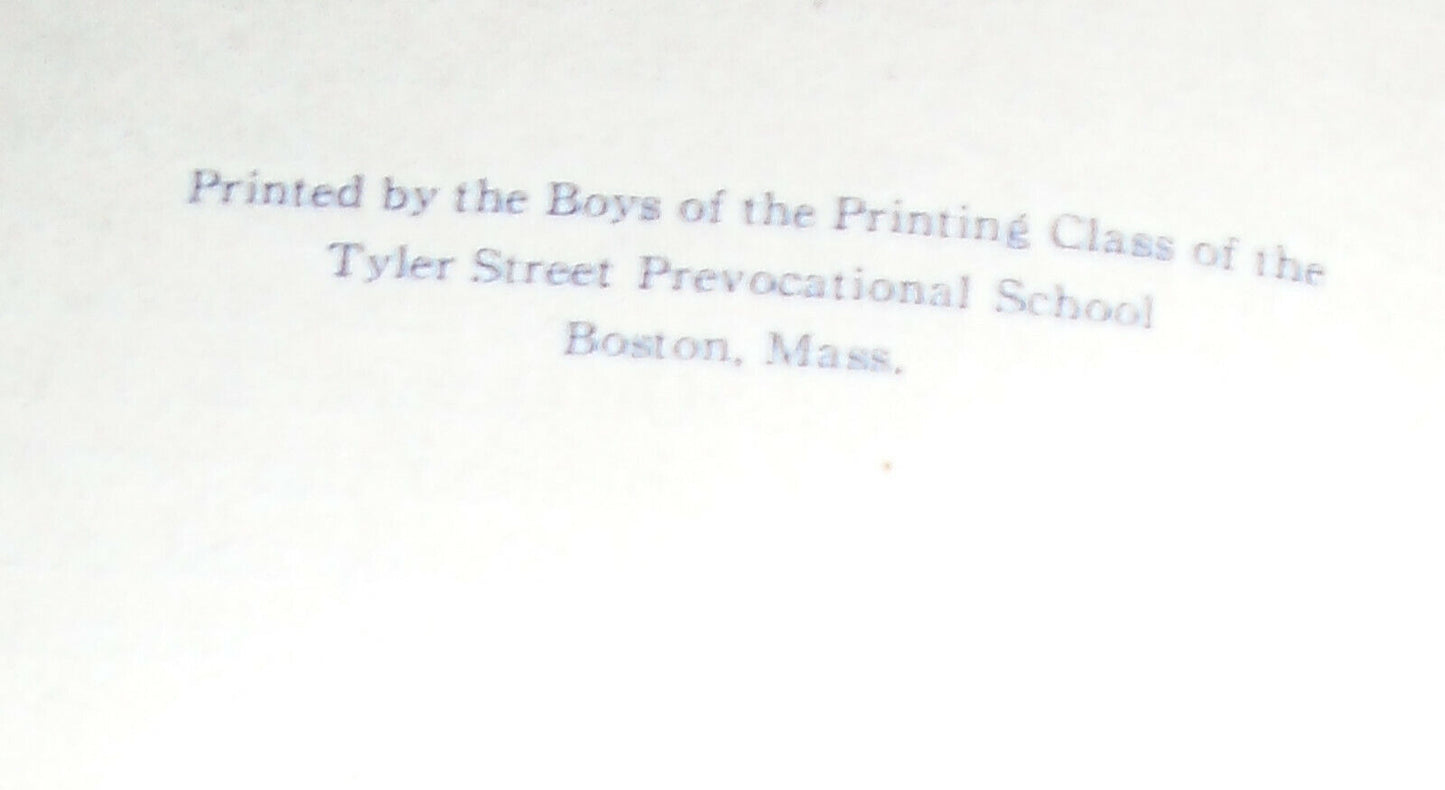 Printed by the Boys of the Printing Class of the
Tyler Street Prevocational School
Boston, Mass.